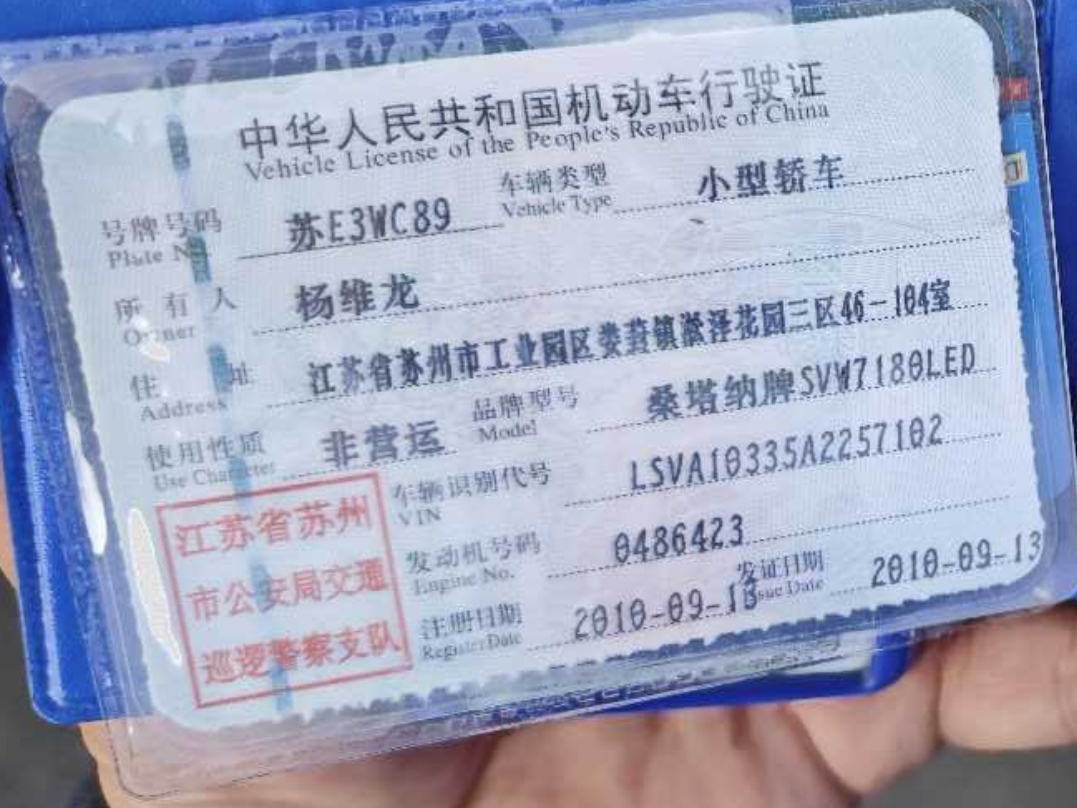 中华人民共和国机动车行驶证
Vehicle License of the People's Republic of China
号牌号码 苏E3WC89 车辆类型 小型轿车
Plate No. Vehicle Type
所有人 杨维龙
Owner
住址 江苏省苏州市工业园区娄葑镇淞泽花园三区46-104室
Address
使用性质 非营运 品牌型号 桑塔纳牌SVW7180LED
Use Character Model
车辆识别代号 LSVA10335A2257102
VIN
发动机号码 0486423
Engine No.
注册日期 2010-09-13 发证日期 2010-09-13
Register Date Issue Date
江苏省苏州
市公安局交通
巡逻警察支队